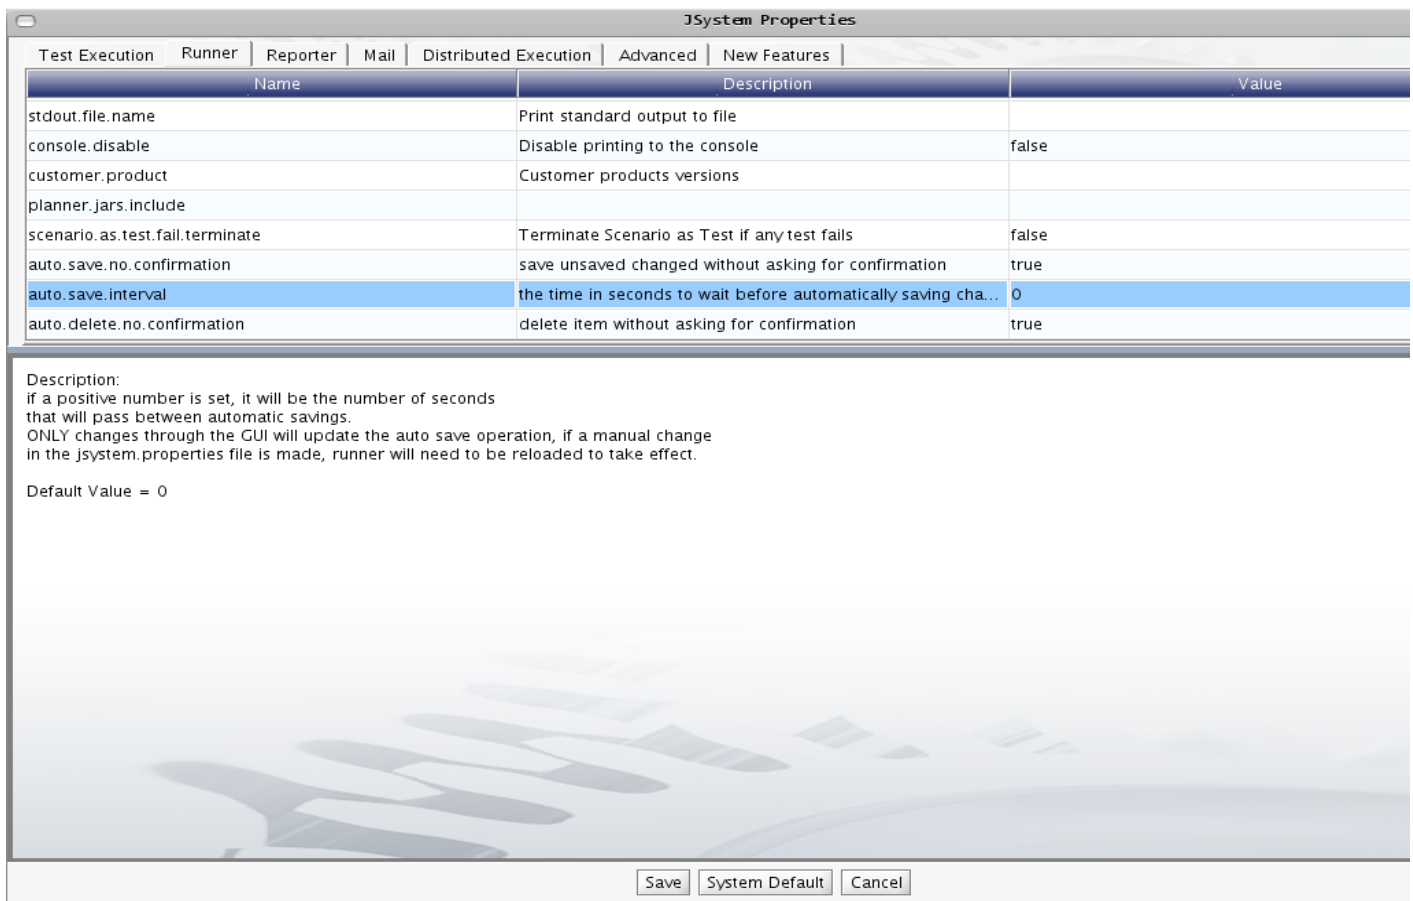 JSystem Properties
Test Execution Runner Reporter Mail Distributed Execution Advanced New Features
Name Description Value
stdout.file.name Print standard output to file
console.disable Disable printing to the console false
customer.product Customer products versions
planner.jars.include
scenario.as.test.fail.terminate Terminate Scenario as Test if any test fails false
auto.save.no.confirmation save unsaved changed without asking for confirmation true
auto.save.interval the time in seconds to wait before automatically saving cha... 0
auto.delete.no.confirmation delete item without asking for confirmation true
Description:
if a positive number is set, it will be the number of seconds
that will pass between automatic savings.
ONLY changes through the GUI will update the auto save operation, if a manual change
in the jsystem.properties file is made, runner will need to be reloaded to take effect.
Default Value = 0
Save System Default Cancel